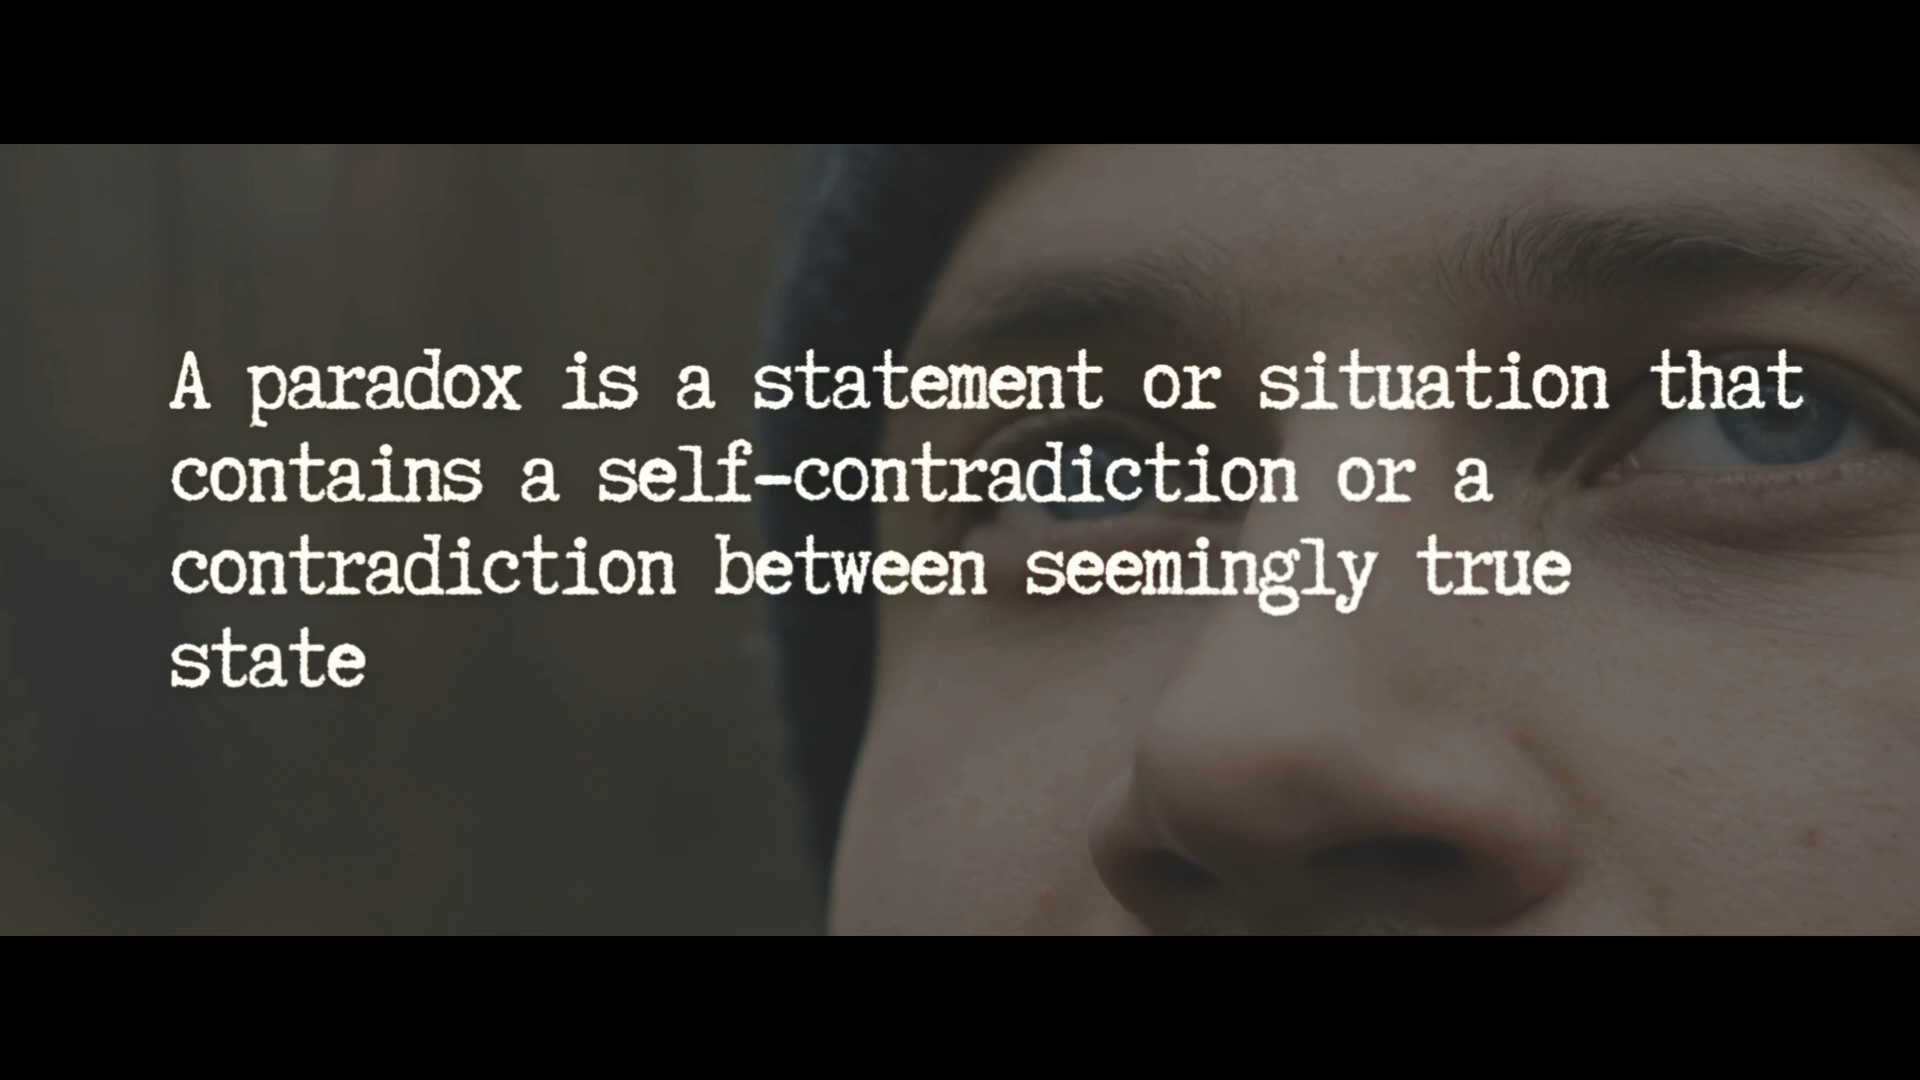 A paradox is a statement or situation that
contains a self-contradiction or a
contradiction between seemingly true
state